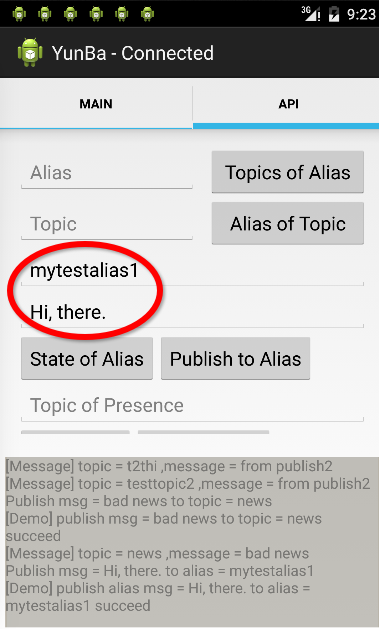 3G 9:23
YunBa - Connected
MAIN API
Alias Topics of Alias
Topic Alias of Topic
mytestalias1
Hi, there.
State of Alias Publish to Alias
Topic of Presence
[Message] topic = t2thi ,message = from publish2
[Message] topic = testtopic2 ,message = from publish2
Publish msg = bad news to topic = news
[Demo] publish msg = bad news to topic = news
succeed
[Message] topic = news ,message = bad news
Publish msg = Hi, there. to alias = mytestalias1
[Demo] publish alias msg = Hi, there. to alias =
mytestalias1 succeed